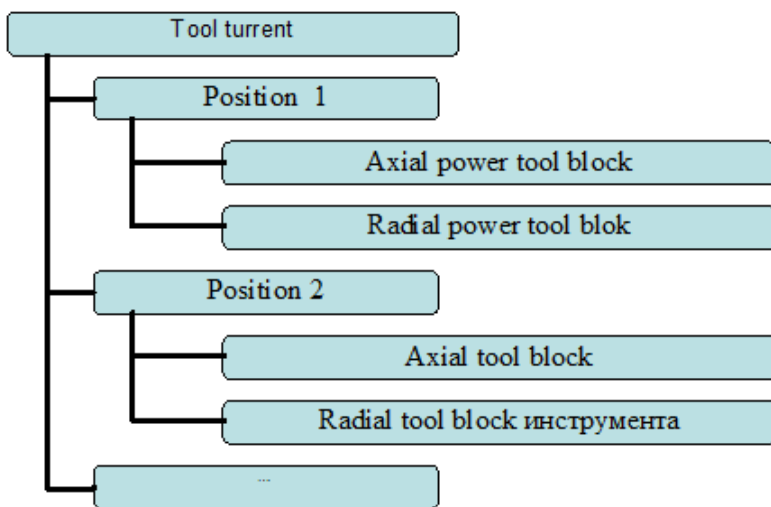 Tool turrent
Position 1
Axial power tool block
Radial power tool blok
Position 2
Axial tool block
Radial tool block инструмента
...